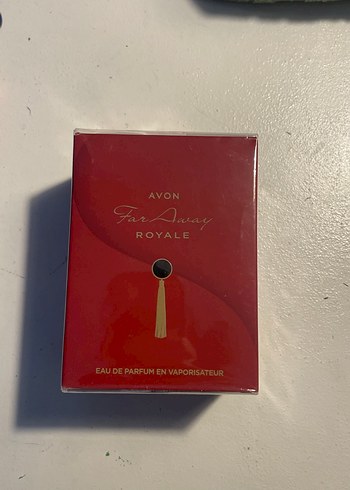 AVON
Far Away
ROYALE
EAU DE PARFUM EN VAPORISATEUR